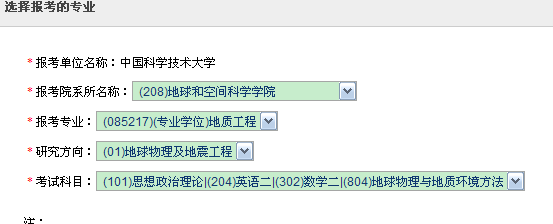 选择报考的专业
* 报考单位名称：中国科学技术大学
* 报考院系所名称：(208)地球和空间科学学院
* 报考专业：(085217)(专业学位)地质工程
* 研究方向：(01)地球物理及地震工程
* 考试科目：(101)思想政治理论|(204)英语二|(302)数学二|(804)地球物理与地质环境方法
注：